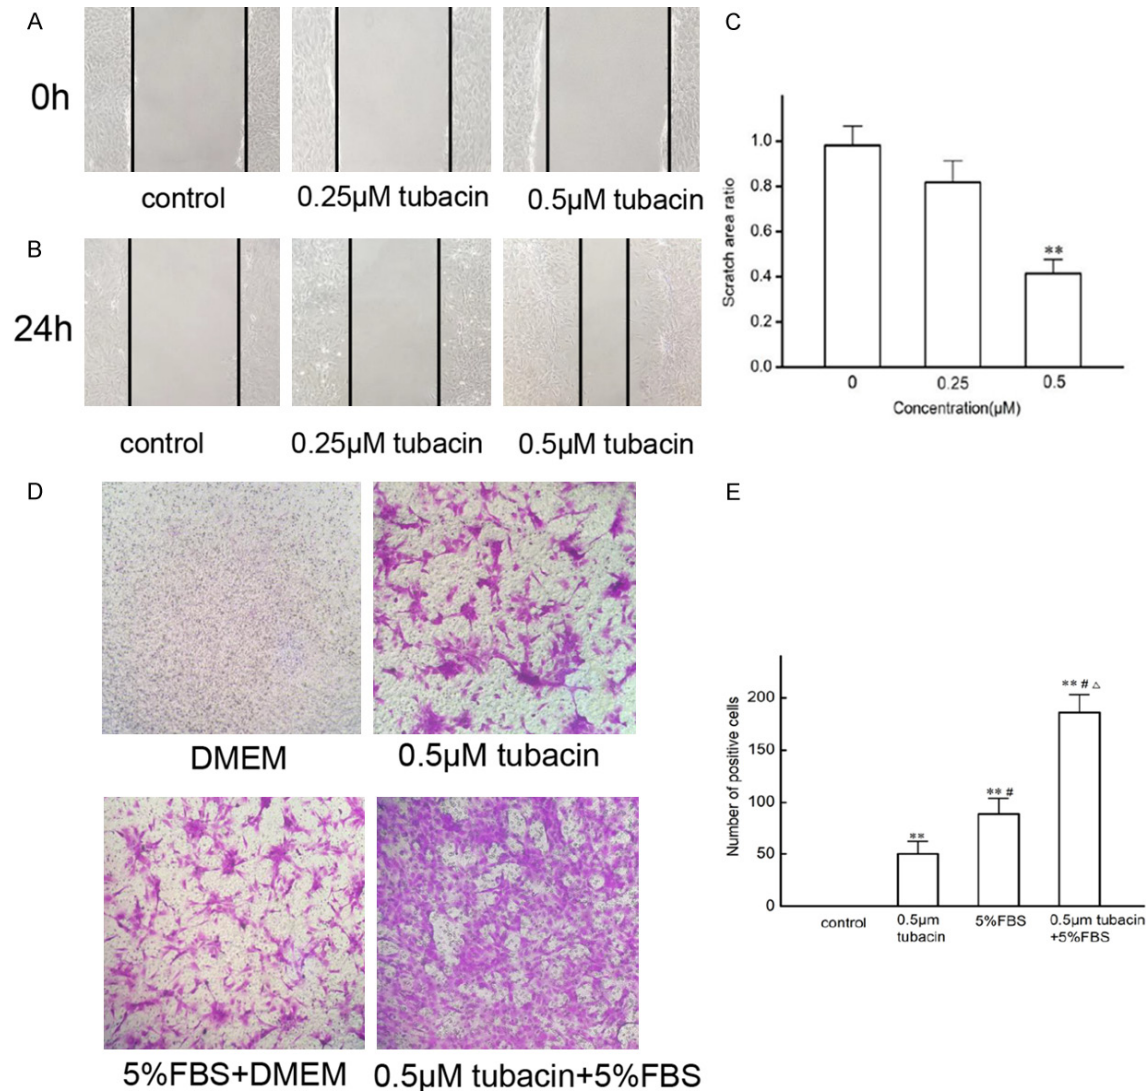 A
0h
control
0.25µM tubacin
0.5µM tubacin
B
24h
control
0.25µM tubacin
0.5µM tubacin
C
Scratch area ratio
1.0
0.8
0.6
0.4
0.2
0.0
**
0
0.25
0.5
Concentration(µM)
D
DMEM
0.5µM tubacin
5%FBS+DMEM
0.5µM tubacin+5%FBS
E
Number of positive cells
200
150
100
50
0
**
** #
** # △
control
0.5µm
tubacin
5%FBS
0.5µm tubacin
+5%FBS